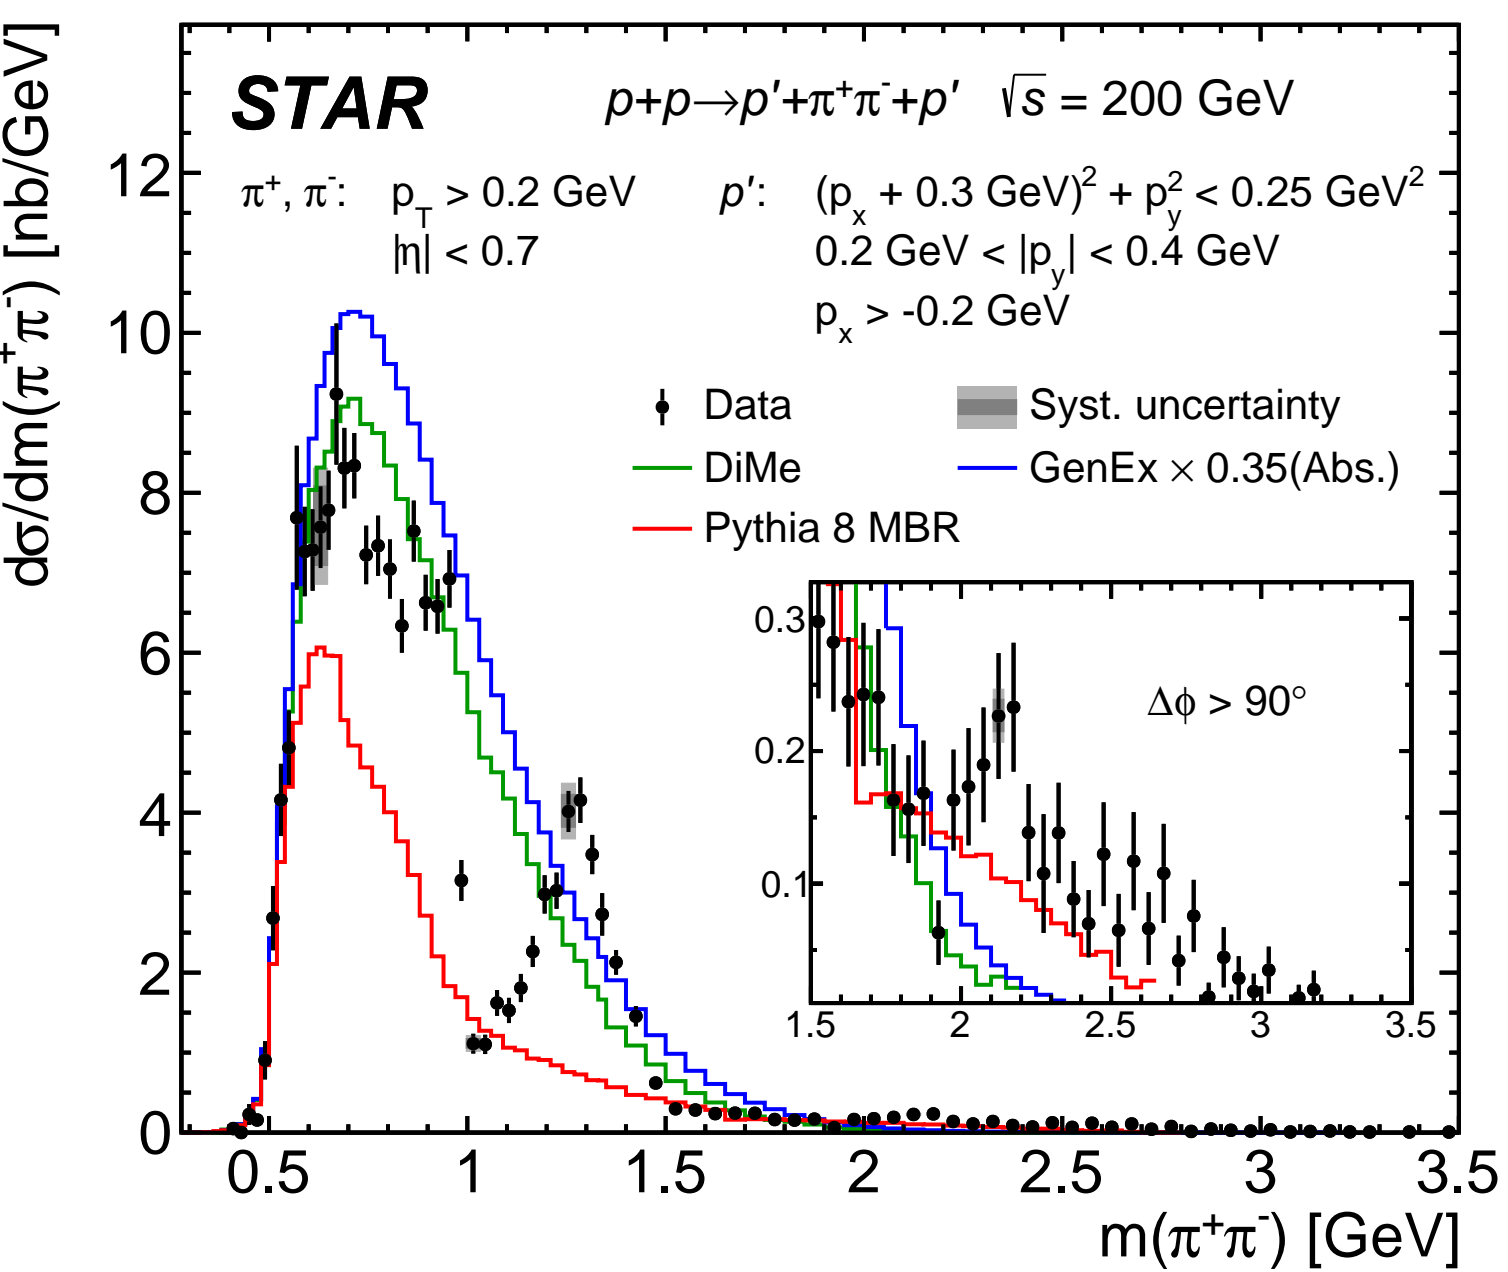 STAR p+p→p′+π⁺π⁻+p′ √s = 200 GeV
π⁺, π⁻: p_T > 0.2 GeV p′: (p_x + 0.3 GeV)² + p_y² < 0.25 GeV²
|η| < 0.7 0.2 GeV < |p_y| < 0.4 GeV
p_x > -0.2 GeV
Data Syst. uncertainty
DiMe GenEx × 0.35(Abs.)
Pythia 8 MBR
dσ/dm(π⁺π⁻) [nb/GeV]
12
10
8
6
4
2
0
0.5 1 1.5 2 2.5 3 3.5
m(π⁺π⁻) [GeV]
Δϕ > 90°
0.3
0.2
0.1
1.5 2 2.5 3 3.5